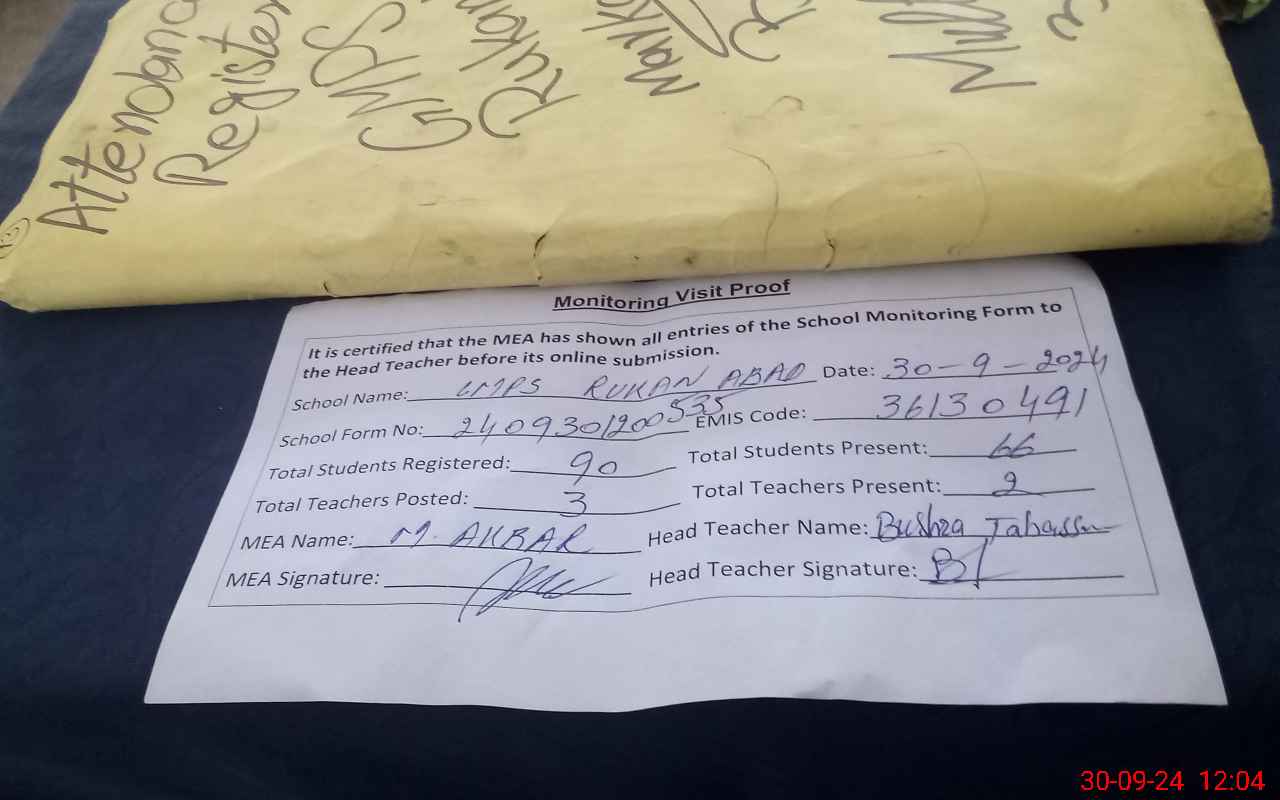 Attendanc
Register
GMPS
Rukan
Monitoring Visit Proof
It is certified that the MEA has shown all entries of the School Monitoring Form to
the Head Teacher before its online submission.
School Name: GMPS RUKAN ABAD Date: 30-9-2024
School Form No: 2409301200535 EMIS Code: 36130491
Total Students Registered: 90 Total Students Present: 66
Total Teachers Posted: 3 Total Teachers Present: 2
MEA Name: M. AKBAR Head Teacher Name: Bushra Tabassum
MEA Signature: Head Teacher Signature:
30-09-24 12:04